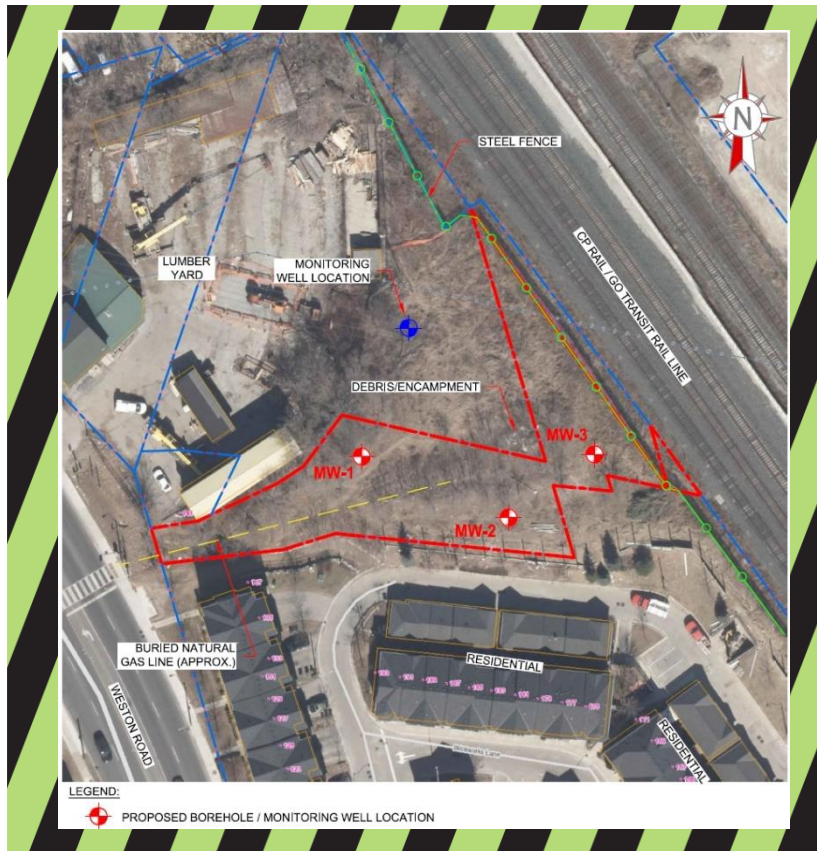 N
STEEL FENCE
CP RAIL / GO TRANSIT RAIL LINE
LUMBER
YARD
MONITORING
WELL LOCATION
DEBRIS/ENCAMPMENT
MW-3
MW-1
MW-2
BURIED NATURAL
GAS LINE (APPROX.)
RESIDENTIAL
RESIDENTIAL
WESTON ROAD
LEGEND:
PROPOSED BOREHOLE / MONITORING WELL LOCATION